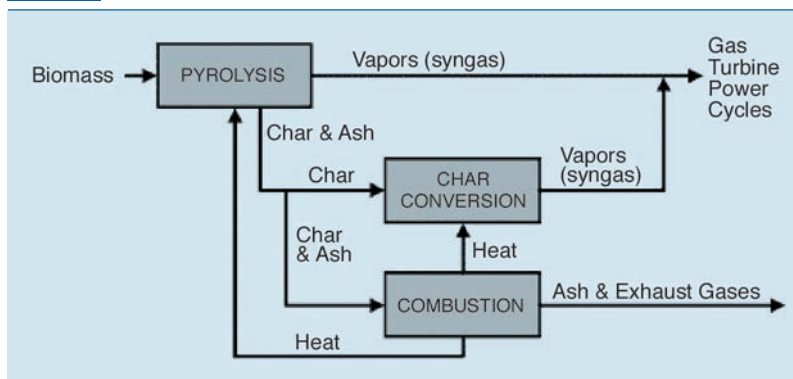 Biomass
PYROLYSIS
Vapors (syngas)
Gas
Turbine
Power
Cycles
Char & Ash
Char
CHAR
CONVERSION
Vapors
(syngas)
Char
& Ash
Heat
COMBUSTION
Ash & Exhaust Gases
Heat